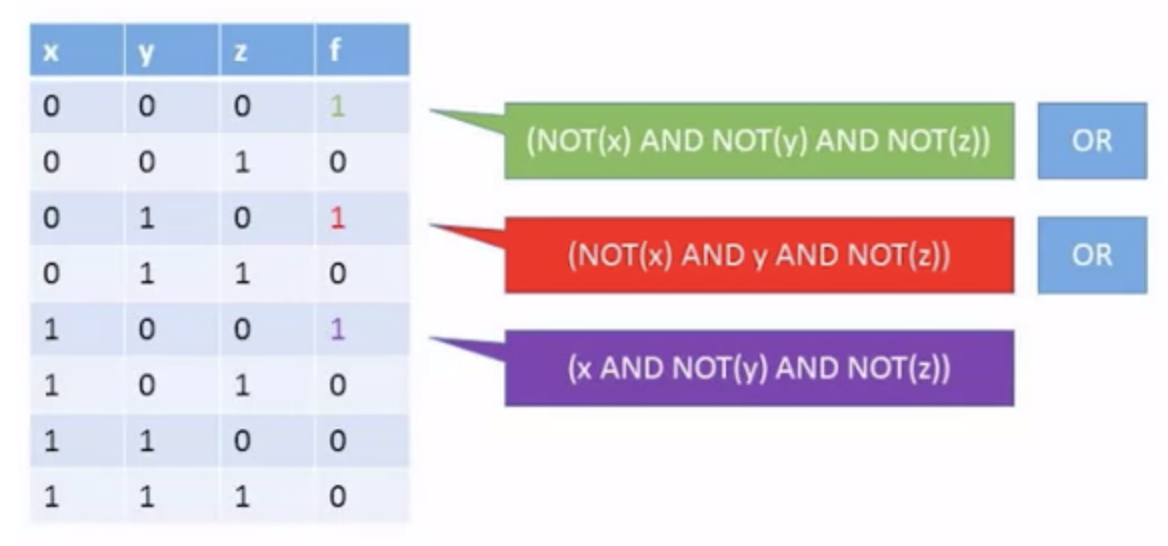 x y z f
0 0 0 1
(NOT(x) AND NOT(y) AND NOT(z)) OR
0 0 1 0
0 1 0 1
(NOT(x) AND y AND NOT(z)) OR
0 1 1 0
1 0 0 1
(x AND NOT(y) AND NOT(z))
1 0 1 0
1 1 0 0
1 1 1 0